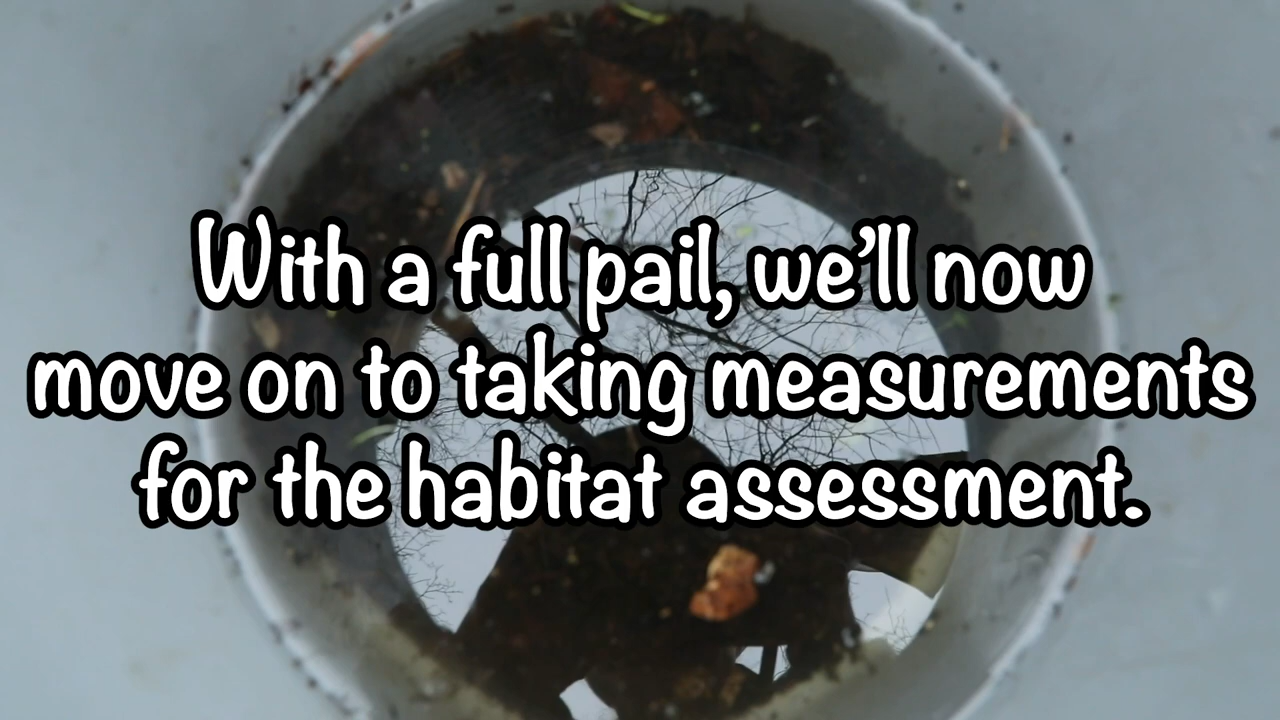 With a full pail, we’ll now
move on to taking measurements
for the habitat assessment.